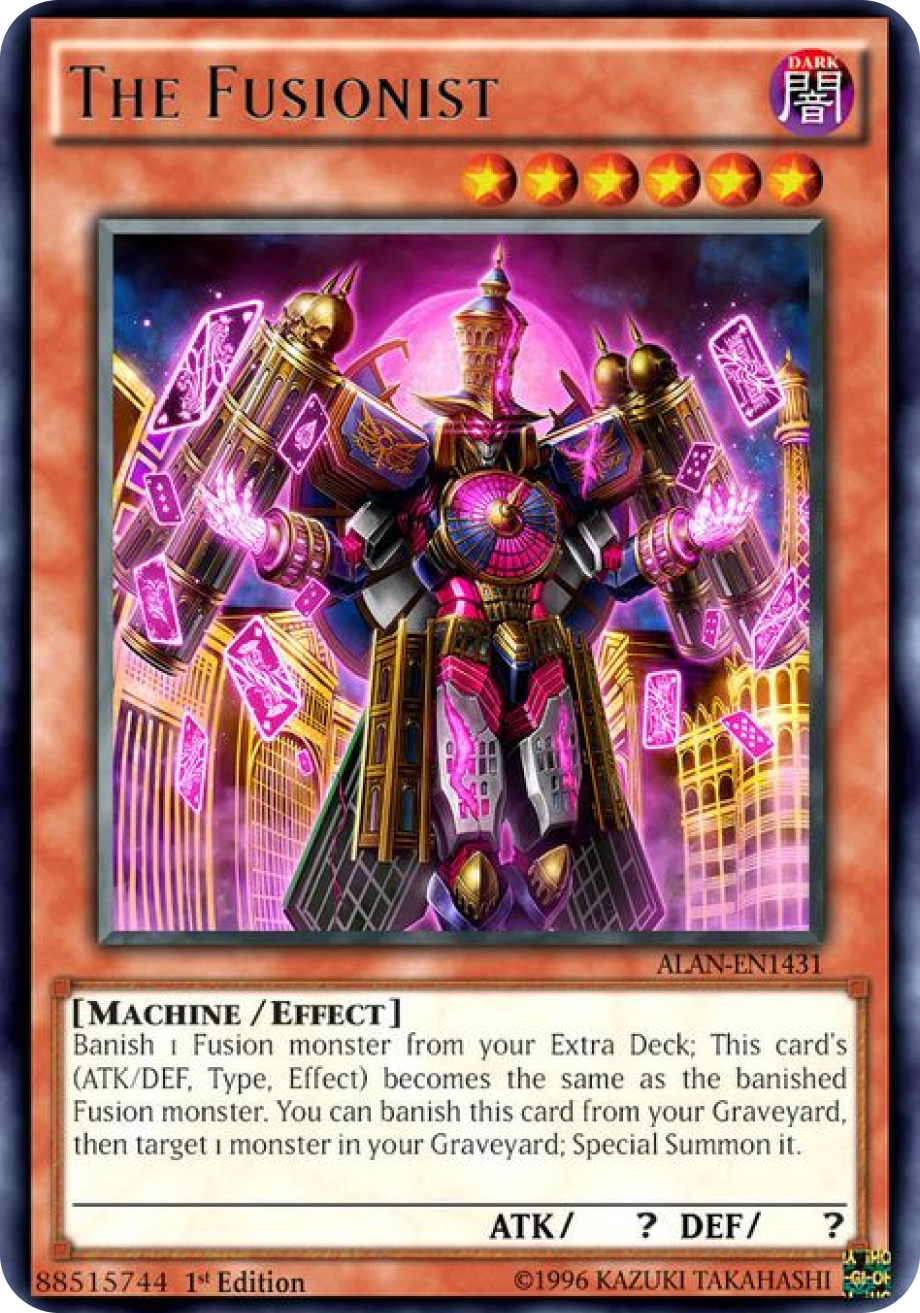 THE FUSIONIST
DARK
闇
ALAN-EN1431
[MACHINE /EFFECT]
Banish 1 Fusion monster from your Extra Deck; This card's
(ATK/DEF, Type, Effect) becomes the same as the banished
Fusion monster. You can banish this card from your Graveyard,
then target 1 monster in your Graveyard; Special Summon it.
ATK/ ? DEF/ ?
88515744 1st Edition ©1996 KAZUKI TAKAHASHI